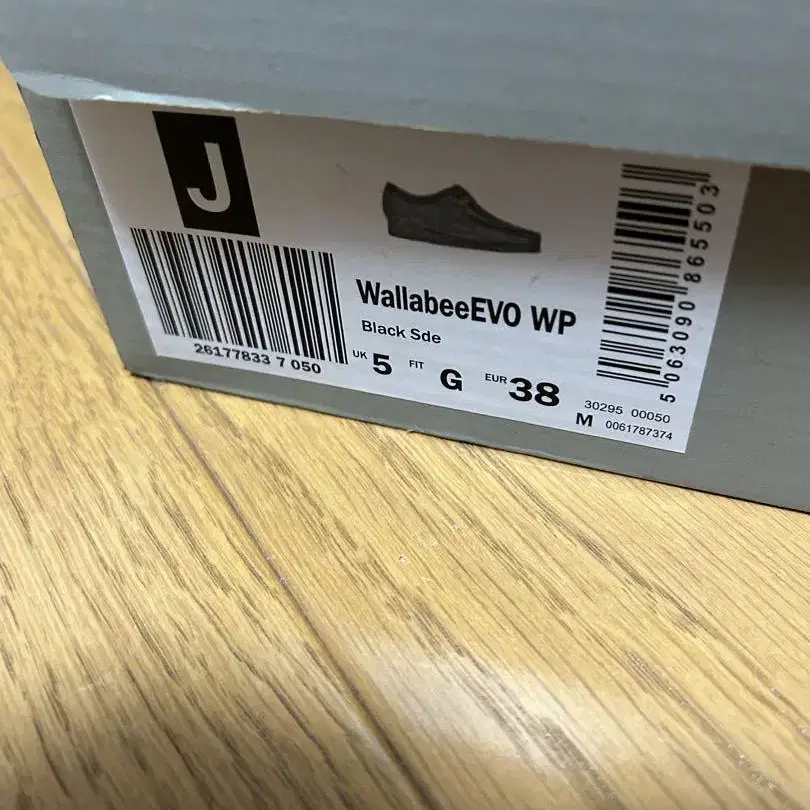 J
26177833 7 050
WallabeeEVO WP
Black Sde
UK 5 FIT G EUR 38
30295 00050
M 0061787374
5 063090 865503